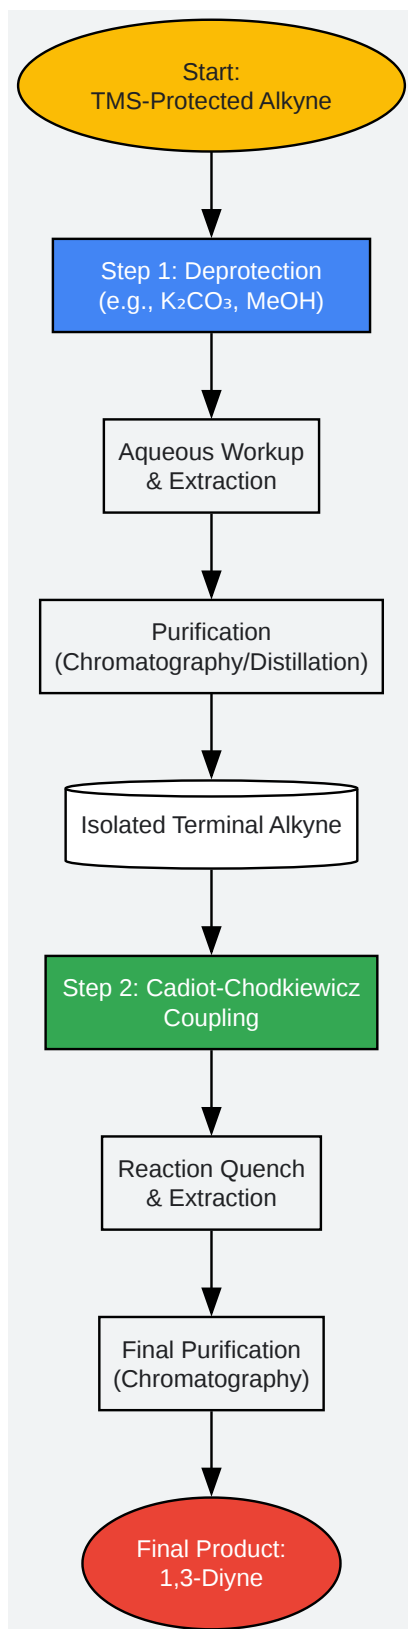 Start:
TMS-Protected Alkyne
Step 1: Deprotection
(e.g., K₂CO₃, MeOH)
Aqueous Workup
& Extraction
Purification
(Chromatography/Distillation)
Isolated Terminal Alkyne
Step 2: Cadiot-Chodkiewicz
Coupling
Reaction Quench
& Extraction
Final Purification
(Chromatography)
Final Product:
1,3-Diyne